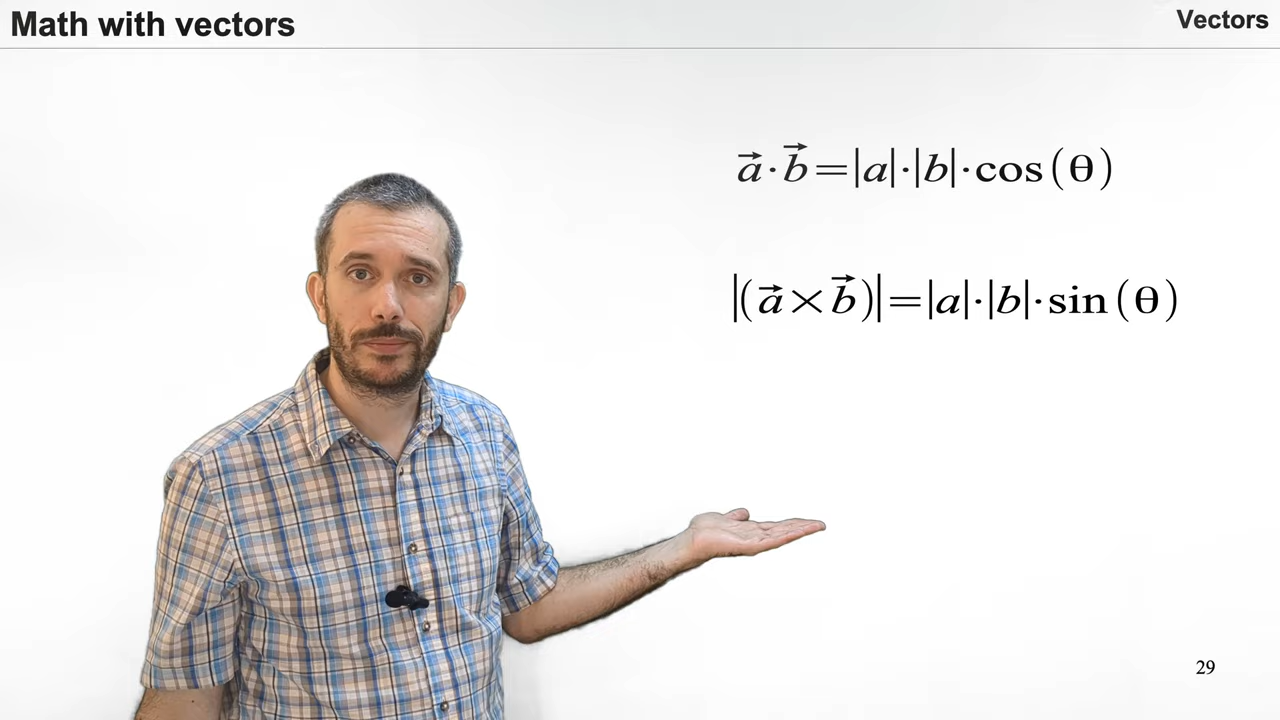 Math with vectors
Vectors
a⃗·b⃗=|a|·|b|·cos(θ)
|(a⃗×b⃗)|=|a|·|b|·sin(θ)
29